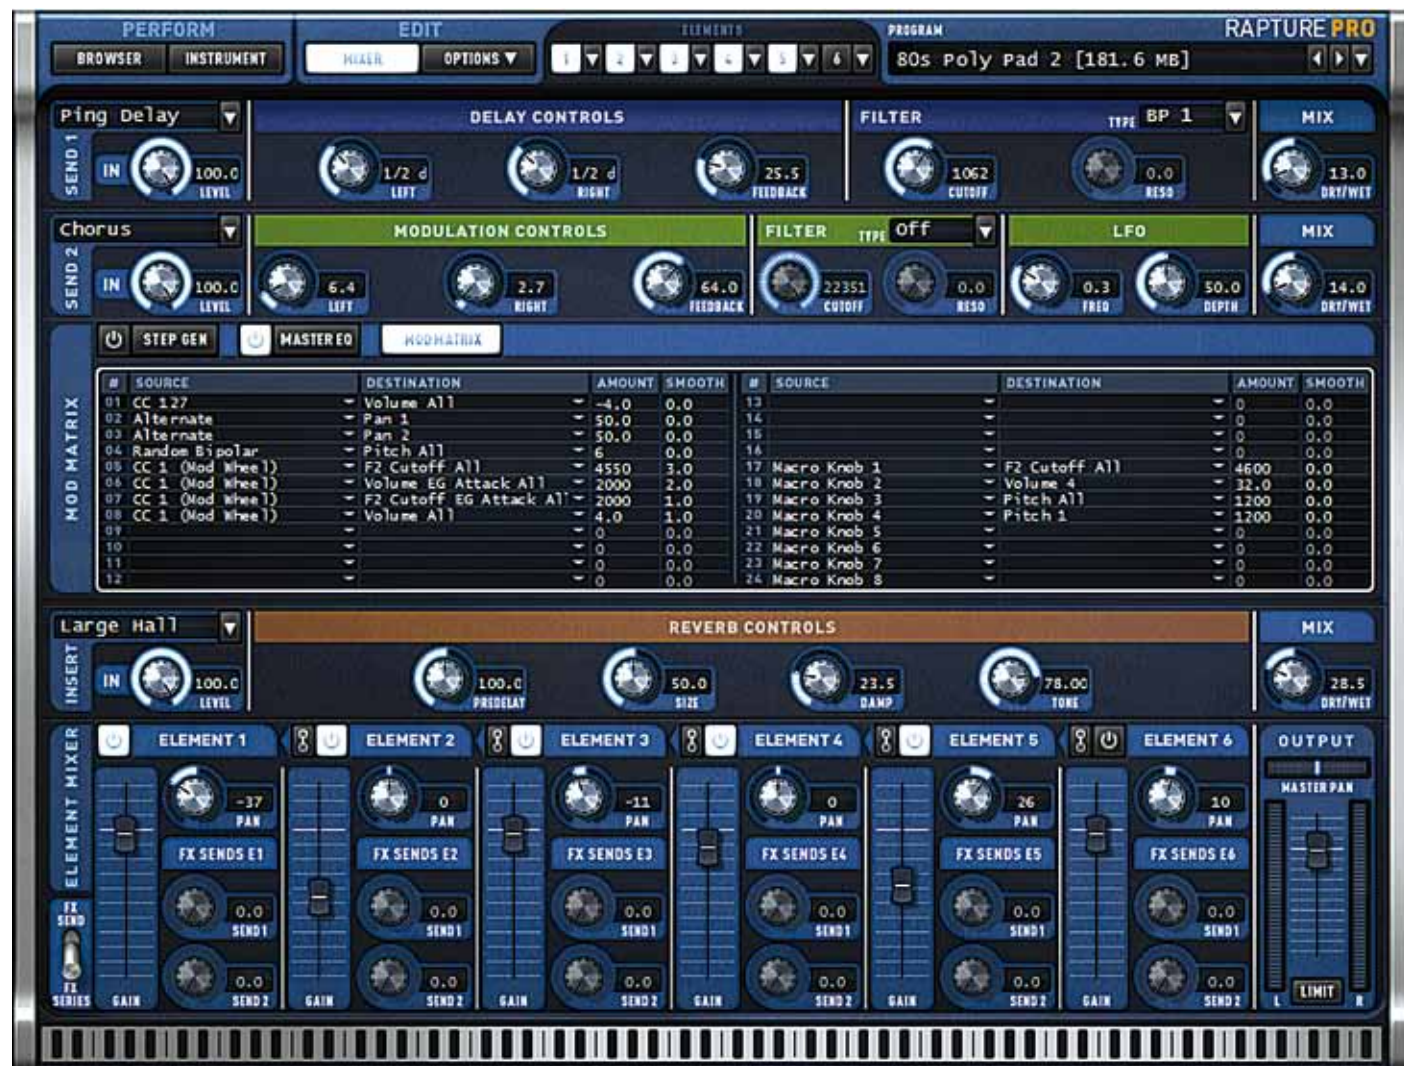 PERFORM EDIT ELEMENTS PROGRAM RAPTURE PRO
BROWSER INSTRUMENT MIXER OPTIONS 1 2 3 4 5 6 80s Poly Pad 2 [181.6 MB]
Ping Delay DELAY CONTROLS FILTER TYPE BP 1 MIX
SEND 1
IN 100.0 1/2 d 1/2 d 25.5 1062 0.0 13.0
LEVEL LEFT RIGHT FEEDBACK CUTOFF RESO DRY/WET
Chorus MODULATION CONTROLS FILTER TYPE Off LFO MIX
SEND 2
IN 100.0 6.4 2.7 64.0 22351 0.0 0.3 50.0 14.0
LEVEL LEFT RIGHT FEEDBACK CUTOFF RESO FREQ DEPTH DRY/WET
STEP GEN MASTER EQ MOD MATRIX
MOD MATRIX
# SOURCE DESTINATION AMOUNT SMOOTH # SOURCE DESTINATION AMOUNT SMOOTH
01 CC 127 Volume All -4.0 0.0 13 0 0.0
02 Alternate Pan 1 50.0 0.0 14 0 0.0
03 Alternate Pan 2 50.0 0.0 15 0 0.0
04 Random Bipolar Pitch All 6 0.0 16 0 0.0
05 CC 1 (Mod Wheel) F2 Cutoff All 4550 3.0 17 Macro Knob 1 F2 Cutoff All 4600 0.0
06 CC 1 (Mod Wheel) Volume EG Attack All 2000 2.0 18 Macro Knob 2 Volume 4 32.0 0.0
07 CC 1 (Mod Wheel) F2 Cutoff EG Attack All 2000 1.0 19 Macro Knob 3 Pitch All 1200 0.0
08 CC 1 (Mod Wheel) Volume All 4.0 1.0 20 Macro Knob 4 Pitch 1 1200 0.0
09 0 0.0 21 Macro Knob 5 0 0.0
10 0 0.0 22 Macro Knob 6 0 0.0
11 0 0.0 23 Macro Knob 7 0 0.0
12 0 0.0 24 Macro Knob 8 0 0.0
Large Hall REVERB CONTROLS MIX
INSERT
IN 100.0 100.0 50.0 23.5 78.00 28.5
LEVEL PREDELAY SIZE DAMP TONE DRY/WET
ELEMENT MIXER
ELEMENT 1 ELEMENT 2 ELEMENT 3 ELEMENT 4 ELEMENT 5 ELEMENT 6 OUTPUT
-37 0 -11 0 26 10 MASTER PAN
PAN PAN PAN PAN PAN PAN
FX SENDS E1 FX SENDS E2 FX SENDS E3 FX SENDS E4 FX SENDS E5 FX SENDS E6
FX SEND
0.0 0.0 0.0 0.0 0.0 0.0
SEND 1 SEND 1 SEND 1 SEND 1 SEND 1 SEND 1
0.0 0.0 0.0 0.0 0.0 0.0 LIMIT
FX SERIES
GAIN SEND 2 GAIN SEND 2 GAIN SEND 2 GAIN SEND 2 GAIN SEND 2 GAIN SEND 2 L R